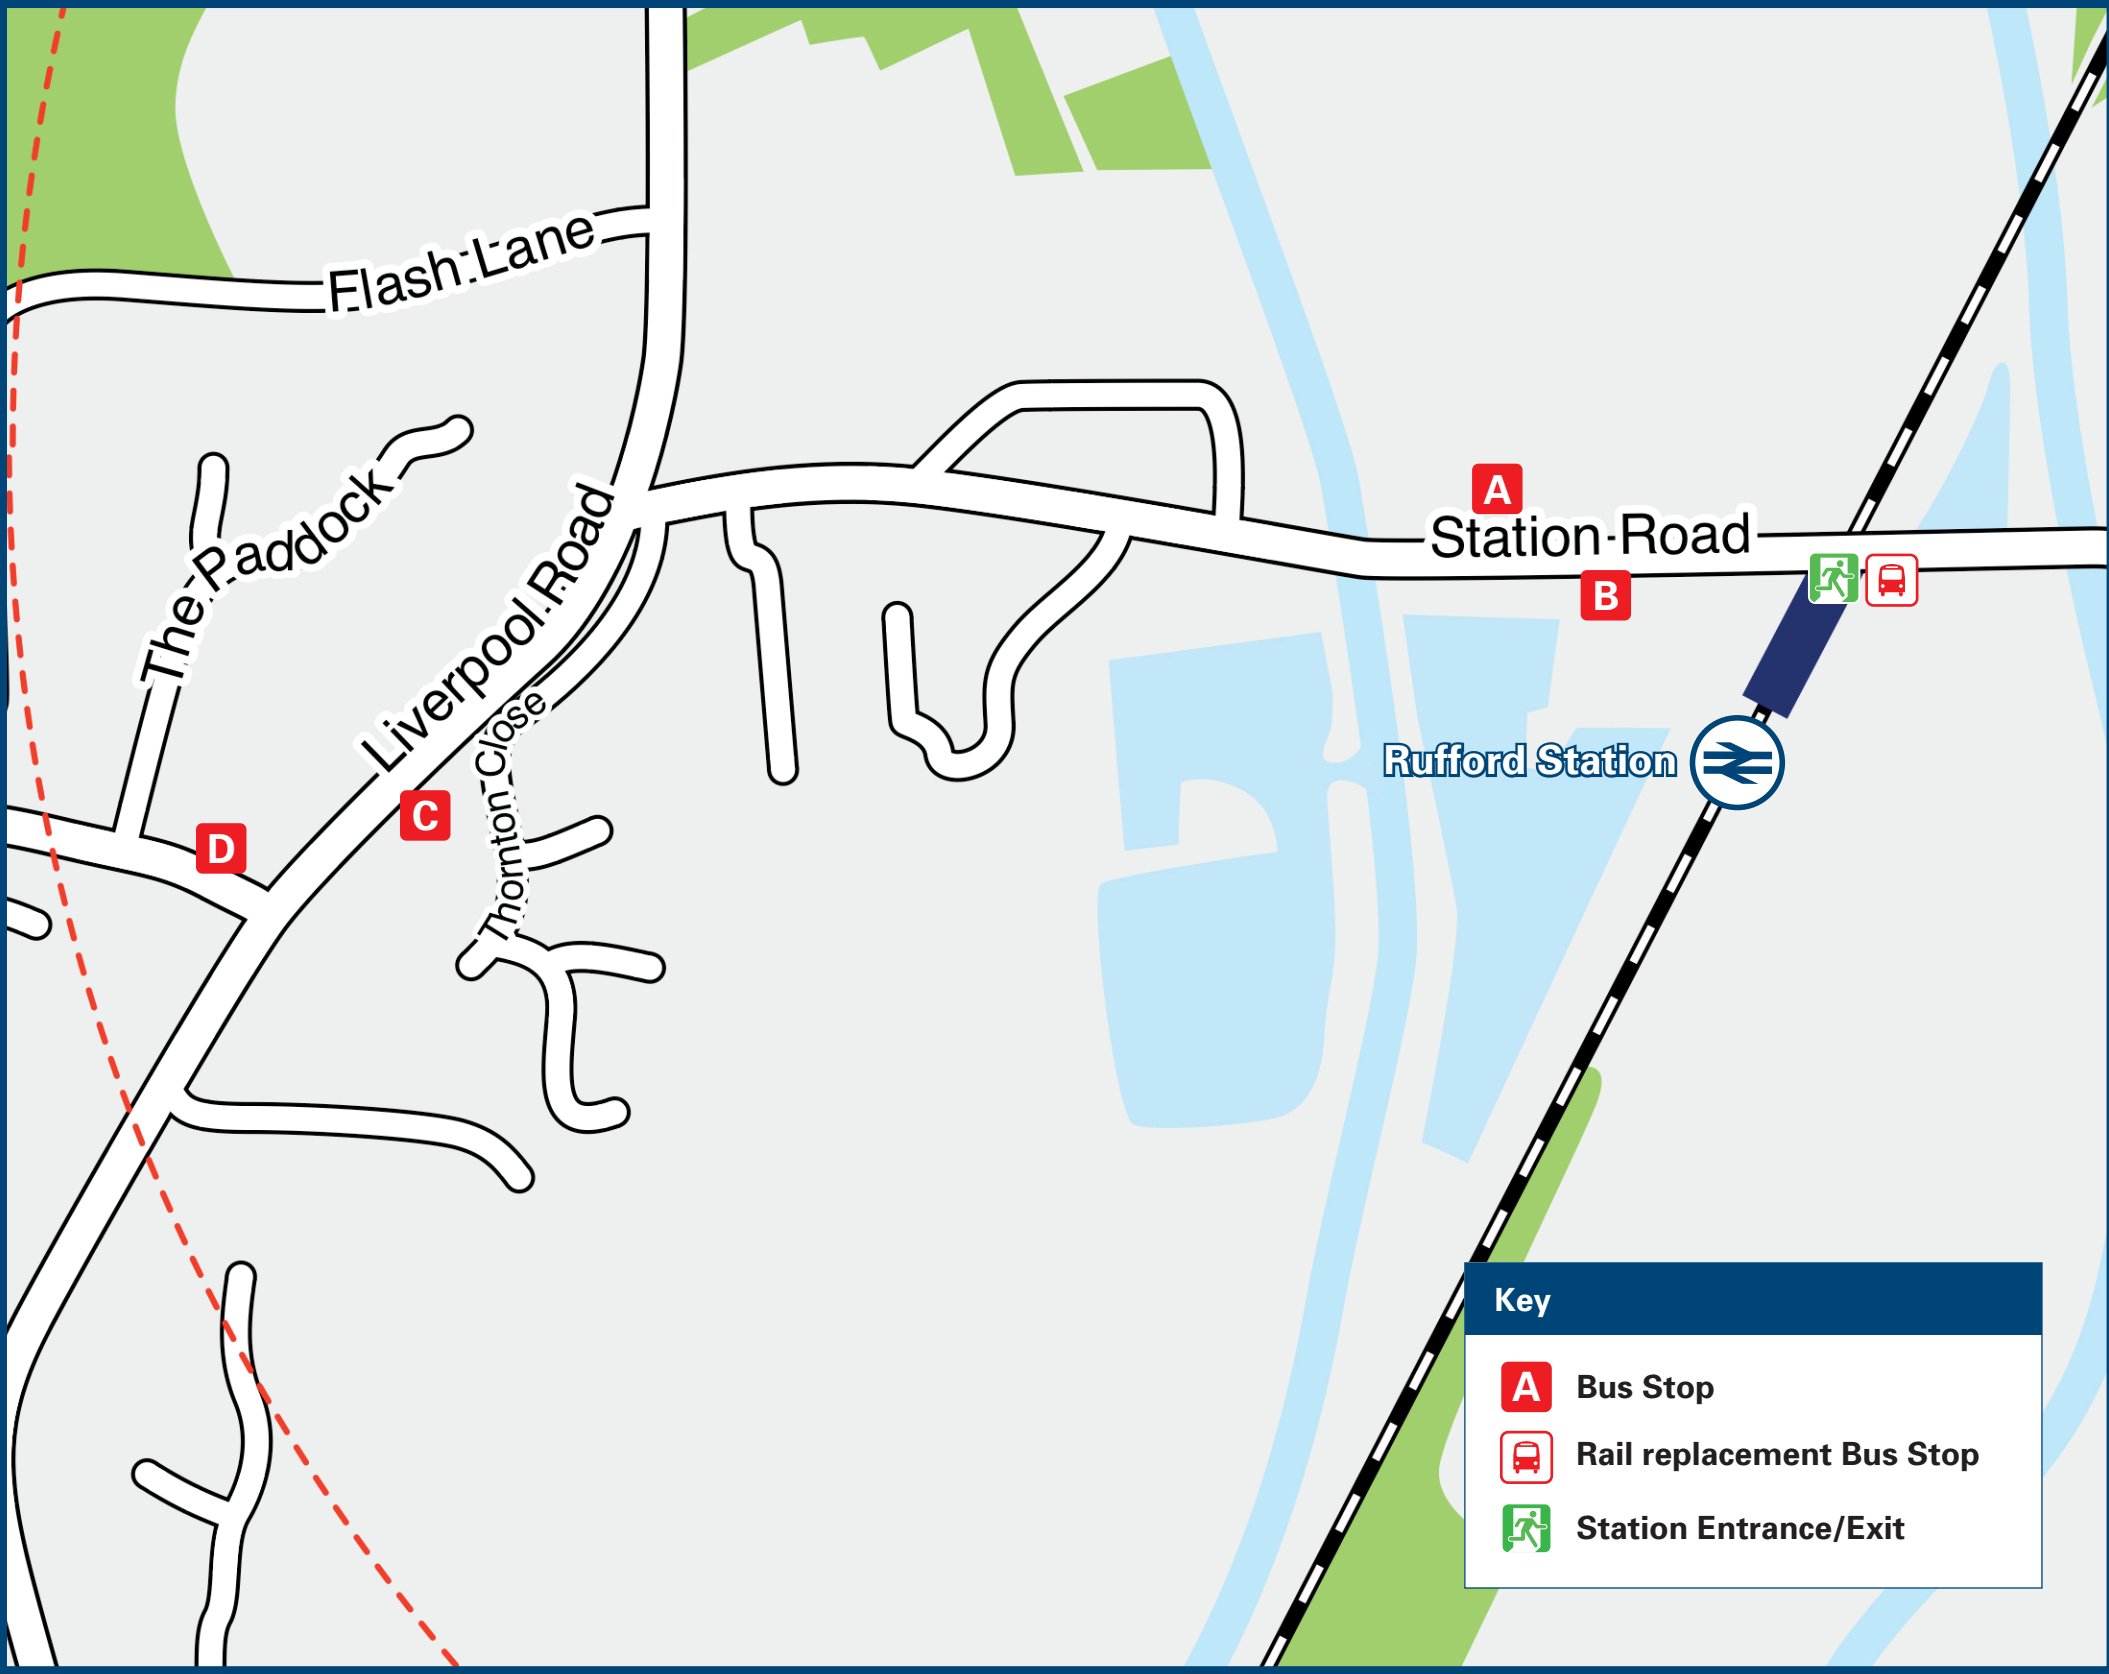 Flash Lane
A
Station Road
The Paddock
B
Liverpool Road
Thornton Close
Rufford Station
C
D
Key
A Bus Stop
Rail replacement Bus Stop
Station Entrance/Exit